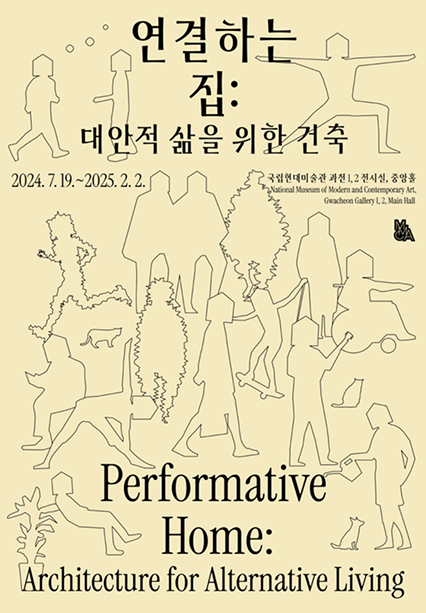 연결하는
집:
대안적 삶을 위한 건축
2024. 7. 19.~2025. 2. 2.
국립현대미술관 과천 1, 2 전시실, 중앙홀
National Museum of Modern and Contemporary Art,
Gwacheon Gallery 1, 2, Main Hall
MMCA
Performative
Home:
Architecture for Alternative Living